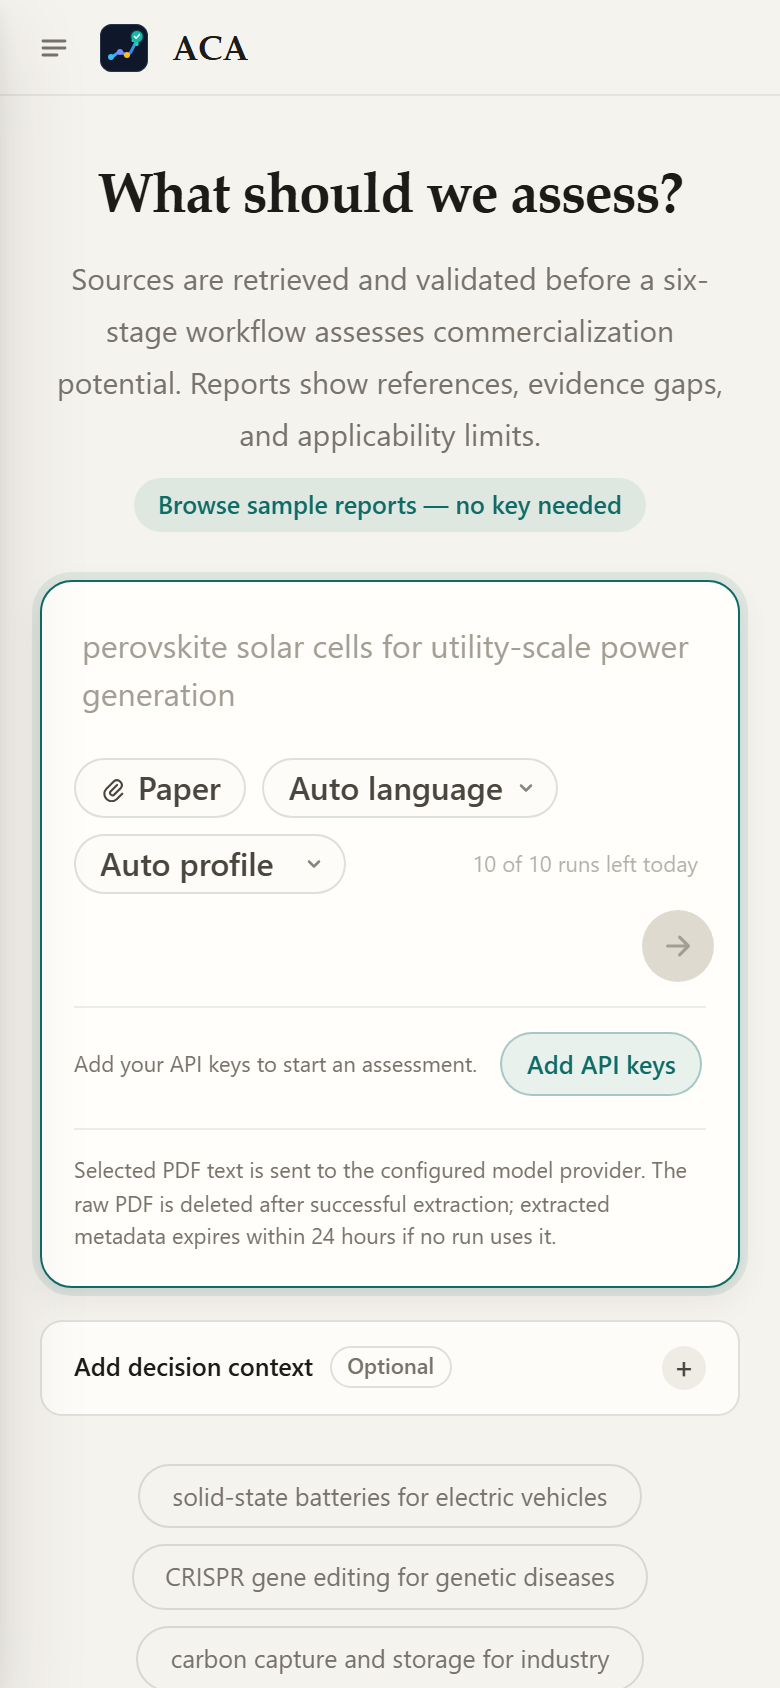 ACA
What should we assess?
Sources are retrieved and validated before a six-
stage workflow assesses commercialization
potential. Reports show references, evidence gaps,
and applicability limits.
Browse sample reports — no key needed
perovskite solar cells for utility-scale power
generation
Paper
Auto language
Auto profile
10 of 10 runs left today
Add your API keys to start an assessment.
Add API keys
Selected PDF text is sent to the configured model provider. The
raw PDF is deleted after successful extraction; extracted
metadata expires within 24 hours if no run uses it.
Add decision context
Optional
+
solid-state batteries for electric vehicles
CRISPR gene editing for genetic diseases
carbon capture and storage for industry